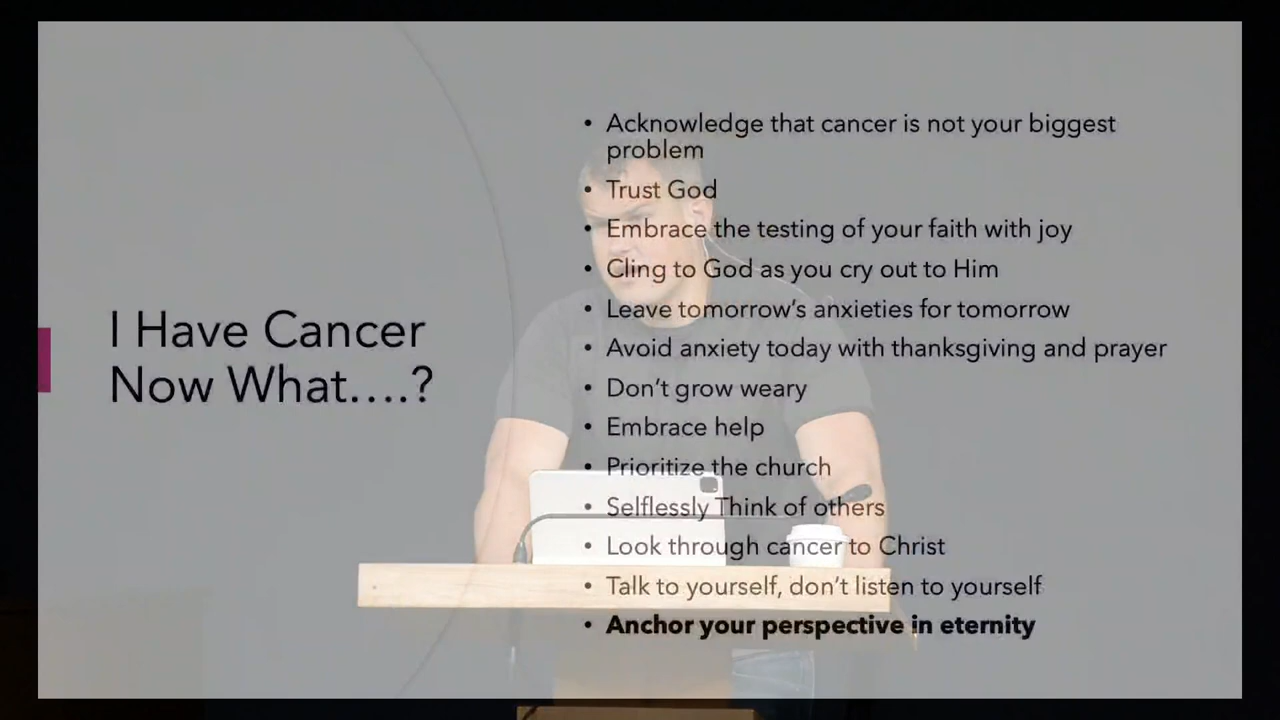 I Have Cancer
Now What....?
• Acknowledge that cancer is not your biggest
problem
• Trust God
• Embrace the testing of your faith with joy
• Cling to God as you cry out to Him
• Leave tomorrow's anxieties for tomorrow
• Avoid anxiety today with thanksgiving and prayer
• Don't grow weary
• Embrace help
• Prioritize the church
• Selflessly Think of others
• Look through cancer to Christ
• Talk to yourself, don't listen to yourself
• Anchor your perspective in eternity